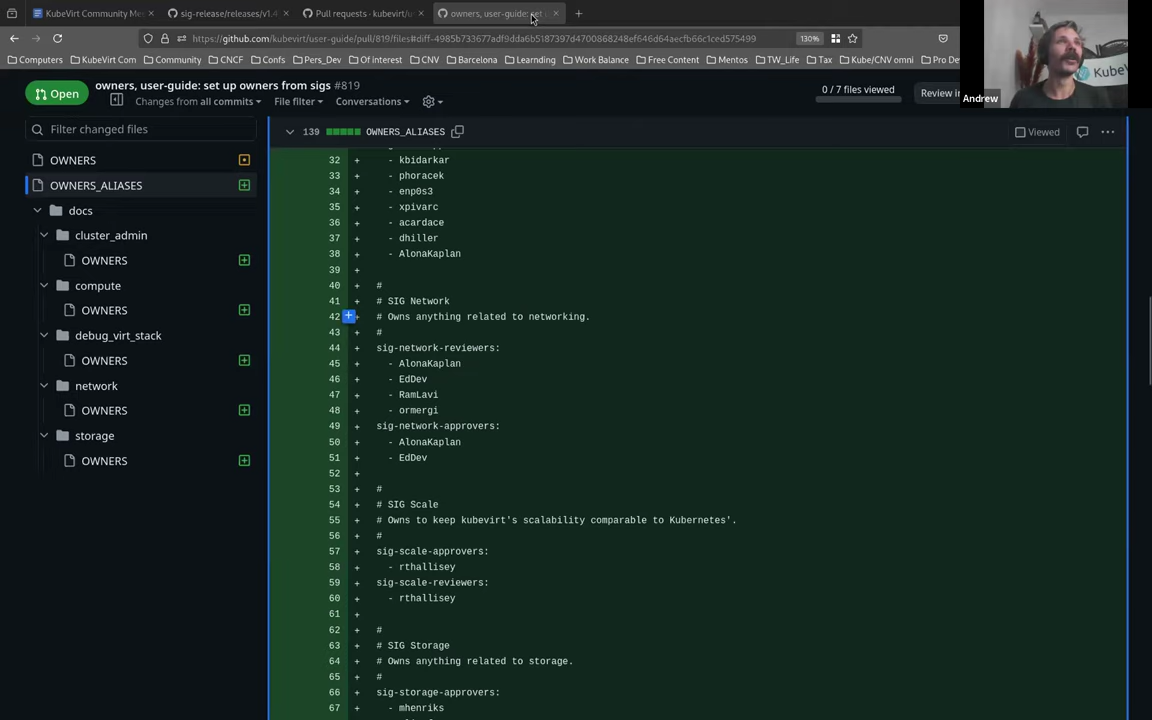 KubeVirt Community Me
sig-release/releases/v1.4
Pull requests · kubevirt/u
owners, user-guide: set
https://github.com/kubevirt/user-guide/pull/819/files#diff-4985b733677adf9dda6b5187397d4700868248ef646d64aecfb66c1ced575499
130%
Computers
Community
CNCF
Confs
Pers_Dev
Of interest
CNV
Barcelona
Learnding
Work Balance
Free Content
Mentos
TW_Life
Tax
Kube/CNV omni
Pro De
KubeV
Andrew
Open
owners, user-guide: set up owners from sigs #819
Changes from all commits
File filter
Conversations
0 / 7 files viewed
Review in
Filter changed files
OWNERS
OWNERS_ALIASES
docs
cluster_admin
OWNERS
compute
OWNERS
debug_virt_stack
OWNERS
network
OWNERS
storage
OWNERS
139 OWNERS_ALIASES
Viewed
32 + - kbidarkar
33 + - phoracek
34 + - enp0s3
35 + - xpivarc
36 + - acardace
37 + - dhiller
38 + - AlonaKaplan
39 +
40 + #
41 + # SIG Network
42 + # Owns anything related to networking.
43 + #
44 + sig-network-reviewers:
45 + - AlonaKaplan
46 + - EdDev
47 + - RamLavi
48 + - ormergi
49 + sig-network-approvers:
50 + - AlonaKaplan
51 + - EdDev
52 +
53 + #
54 + # SIG Scale
55 + # Owns to keep kubevirt's scalability comparable to Kubernetes'.
56 + #
57 + sig-scale-approvers:
58 + - rthallisey
59 + sig-scale-reviewers:
60 + - rthallisey
61 +
62 + #
63 + # SIG Storage
64 + # Owns anything related to storage.
65 + #
66 + sig-storage-approvers:
67 + - mhenriks